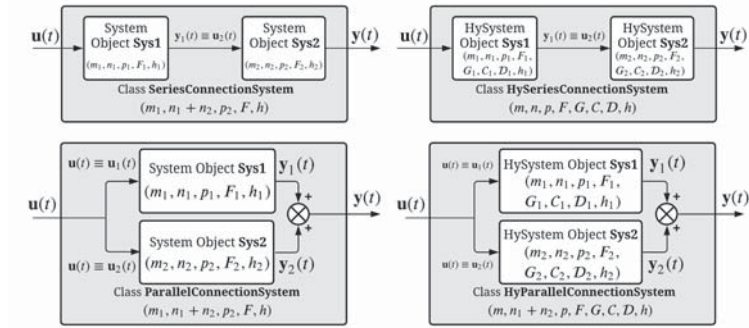 System
Object Sys1
(m₁, n₁, p₁, F₁, h₁)
u(t)
y₁(t) ≡ u₂(t)
System
Object Sys2
(m₂, n₂, p₂, F₂, h₂)
y(t)
Class SeriesConnectionSystem
(m₁, n₁ + n₂, p₂, F, h)
HySystem
Object Sys1
(m₁, n₁, p₁, F₁,
G₁, C₁, D₁, h₁)
u(t)
y₁(t) ≡ u₂(t)
HySystem
Object Sys2
(m₂, n₂, p₂, F₂,
G₂, C₂, D₂, h₂)
y(t)
Class HySeriesConnectionSystem
(m, n, p, F, G, C, D, h)
u(t) ≡ u₁(t)
System Object Sys1
(m₁, n₁, p₁, F₁, h₁)
y₁(t)
u(t)
+
+
y(t)
System Object Sys2
(m₂, n₂, p₂, F₂, h₂)
u(t) ≡ u₂(t)
y₂(t)
Class ParallelConnectionSystem
(m₁, n₁ + n₂, p₂, F, h)
u(t) ≡ u₁(t)
HySystem Object Sys1
(m₁, n₁, p₁, F₁,
G₁, C₁, D₁, h₁)
y₁(t)
u(t)
+
+
y(t)
HySystem Object Sys2
(m₂, n₂, p₂, F₂,
G₂, C₂, D₂, h₂)
u(t) ≡ u₂(t)
y₂(t)
Class HyParallelConnectionSystem
(m, n₁ + n₂, p, F, G, C, D, h)